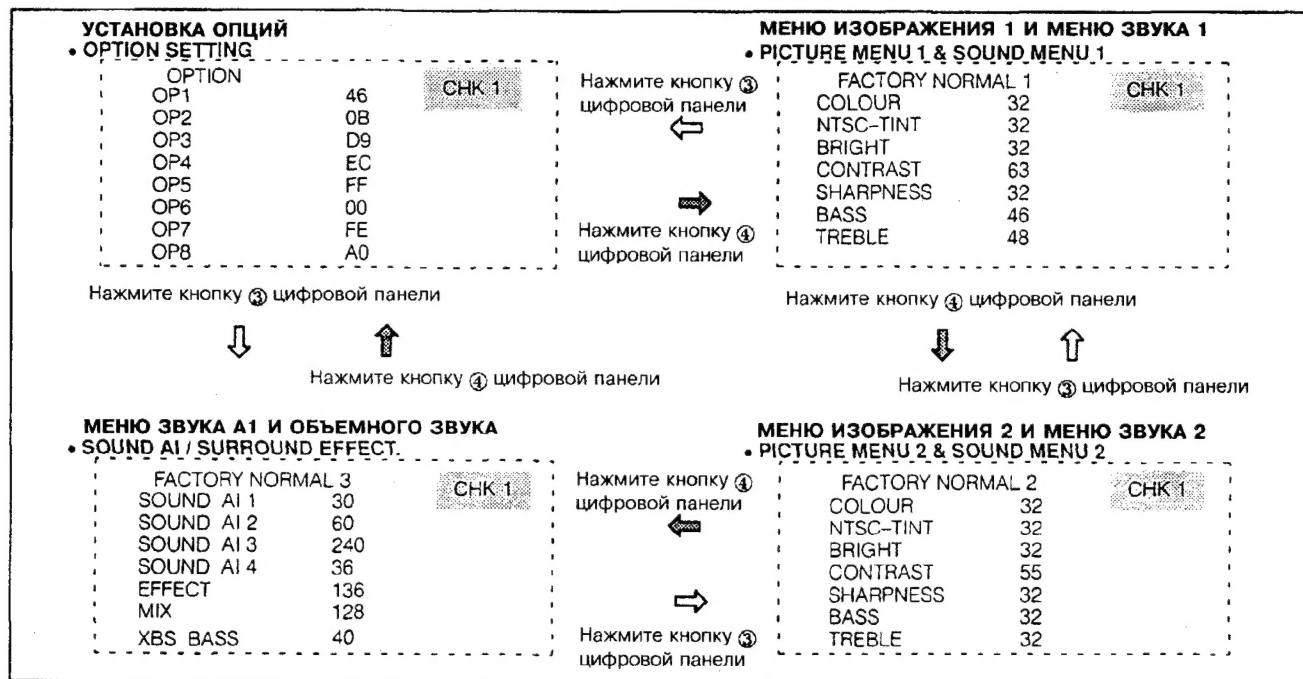 УСТАНОВКА ОПЦИЙ
• OPTION SETTING
OPTION
CHK 1
OP1 46
OP2 0B
OP3 D9
OP4 EC
OP5 FF
OP6 00
OP7 FE
OP8 A0
Нажмите кнопку ③
цифровой панели
Нажмите кнопку ④
цифровой панели
МЕНЮ ИЗОБРАЖЕНИЯ 1 И МЕНЮ ЗВУКА 1
• PICTURE MENU 1 & SOUND MENU 1
FACTORY NORMAL 1
CHK 1
COLOUR 32
NTSC-TINT 32
BRIGHT 32
CONTRAST 63
SHARPNESS 32
BASS 46
TREBLE 48
Нажмите кнопку ③ цифровой панели
Нажмите кнопку ④ цифровой панели
Нажмите кнопку ④ цифровой панели
Нажмите кнопку ③ цифровой панели
МЕНЮ ЗВУКА А1 И ОБЪЕМНОГО ЗВУКА
• SOUND AI / SURROUND EFFECT.
FACTORY NORMAL 3
CHK 1
SOUND AI 1 30
SOUND AI 2 60
SOUND AI 3 240
SOUND AI 4 36
EFFECT 136
MIX 128
XBS BASS 40
Нажмите кнопку ④
цифровой панели
Нажмите кнопку ③
цифровой панели
МЕНЮ ИЗОБРАЖЕНИЯ 2 И МЕНЮ ЗВУКА 2
• PICTURE MENU 2 & SOUND MENU 2
FACTORY NORMAL 2
CHK 1
COLOUR 32
NTSC-TINT 32
BRIGHT 32
CONTRAST 55
SHARPNESS 32
BASS 32
TREBLE 32